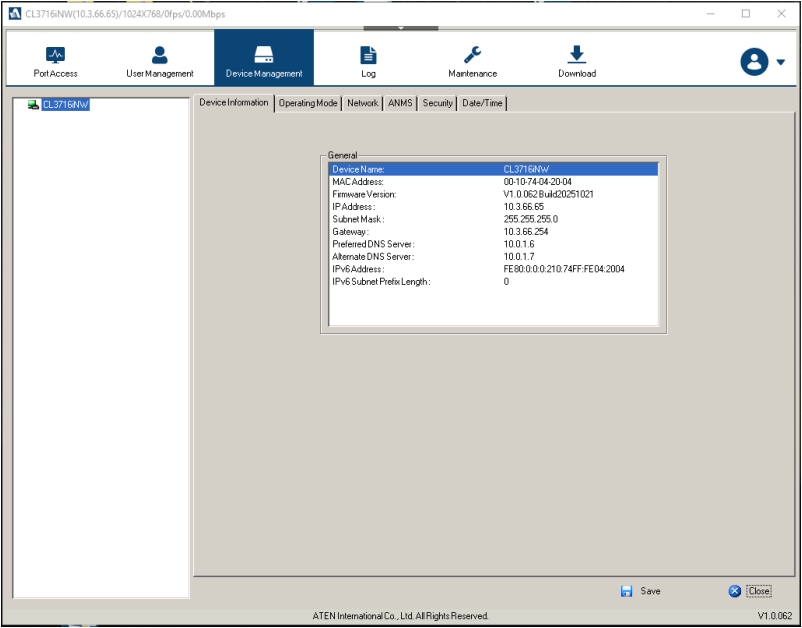 CL3716iNW(10.3.66.65)/1024X768/0fps/0.00Mbps
Port Access
User Management
Device Management
Log
Maintenance
Download
CL3716iNW
Device Information
Operating Mode
Network
ANMS
Security
Date/Time
General
Device Name: CL3716iNW
MAC Address: 00-10-74-04-20-04
Firmware Version: V1.0.062 Build20251021
IP Address : 10.3.66.65
Subnet Mask : 255.255.255.0
Gateway : 10.3.66.254
Preferred DNS Server : 10.0.1.6
Alternate DNS Server : 10.0.1.7
IPv6 Address : FE80:0:0:0:210:74FF:FE04:2004
IPv6 Subnet Prefix Length : 0
Save
Close
ATEN International Co., Ltd. All Rights Reserved.
V1.0.062